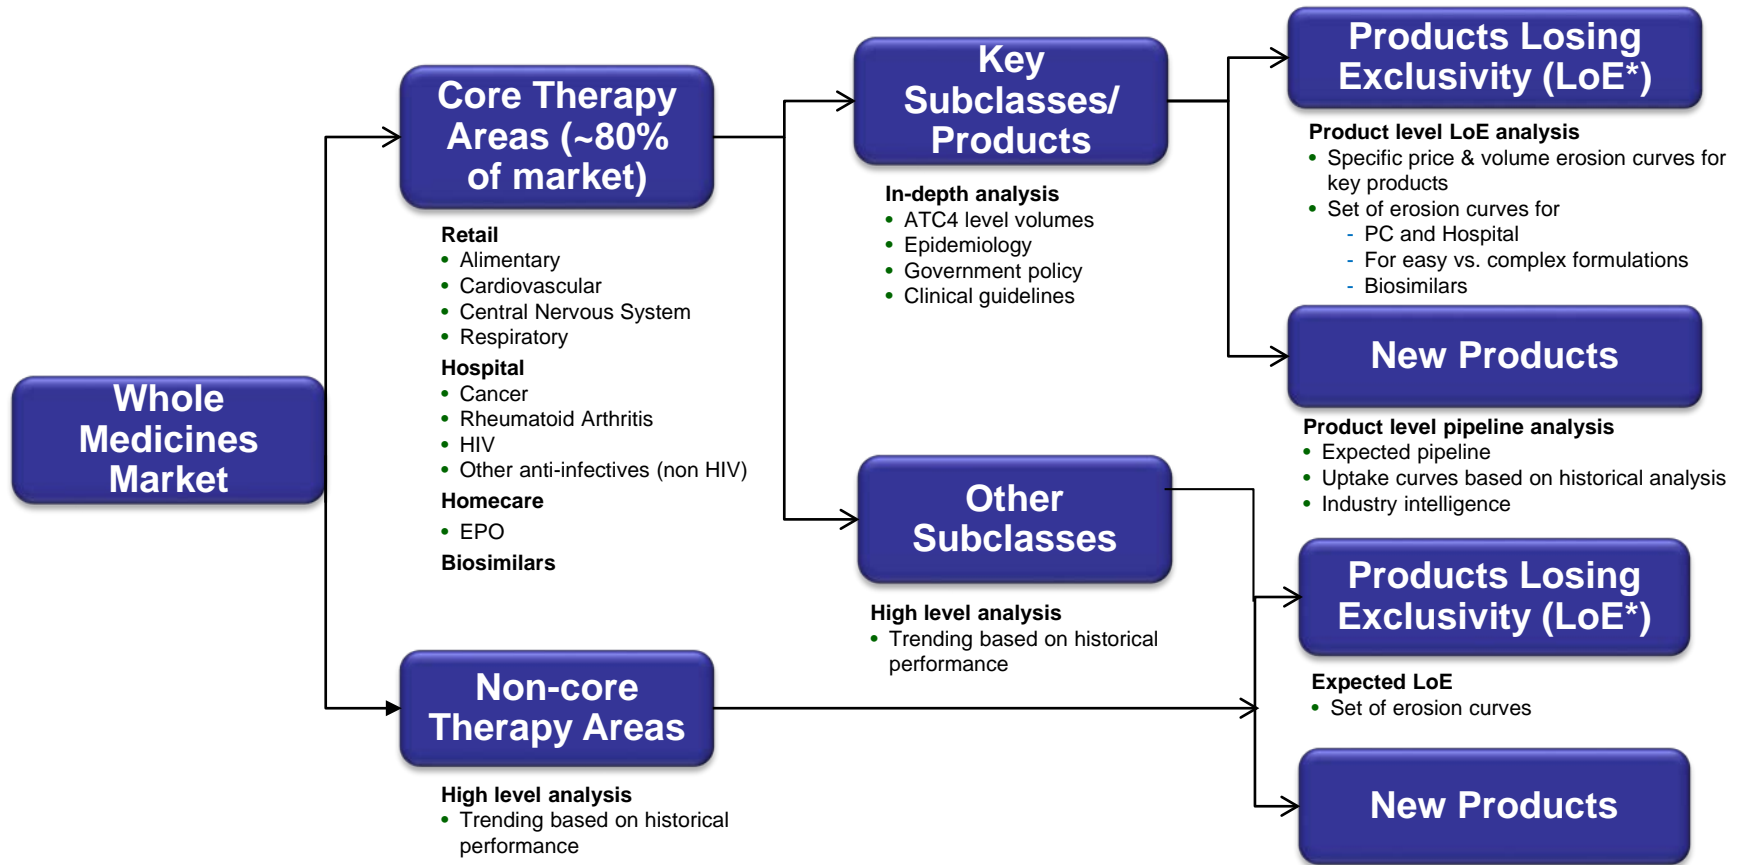 Whole
Medicines
Market
Core Therapy
Areas (~80%
of market)
Retail
• Alimentary
• Cardiovascular
• Central Nervous System
• Respiratory
Hospital
• Cancer
• Rheumatoid Arthritis
• HIV
• Other anti-infectives (non HIV)
Homecare
• EPO
Biosimilars
Non-core
Therapy Areas
High level analysis
• Trending based on historical
performance
Key
Subclasses/
Products
In-depth analysis
• ATC4 level volumes
• Epidemiology
• Government policy
• Clinical guidelines
Other
Subclasses
High level analysis
• Trending based on historical
performance
Products Losing
Exclusivity (LoE*)
Product level LoE analysis
• Specific price & volume erosion curves for
key products
• Set of erosion curves for
- PC and Hospital
- For easy vs. complex formulations
- Biosimilars
New Products
Product level pipeline analysis
• Expected pipeline
• Uptake curves based on historical analysis
• Industry intelligence
Products Losing
Exclusivity (LoE*)
Expected LoE
• Set of erosion curves
New Products